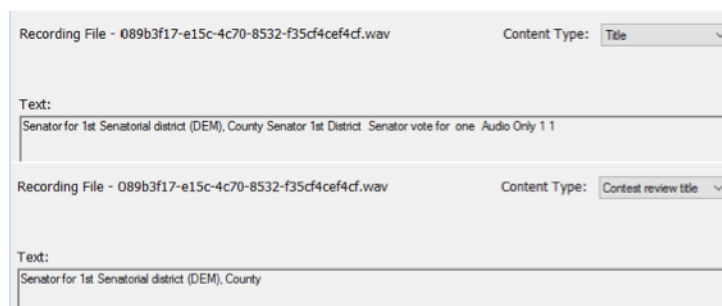 Recording File - 089b3f17-e15c-4c70-8532-f35cf4cef4cf.wav Content Type: Title
Text:
Senator for 1st Senatorial district (DEM), County Senator 1st District Senator vote for one Audio Only 1 1
Recording File - 089b3f17-e15c-4c70-8532-f35cf4cef4cf.wav Content Type: Contest review title
Text:
Senator for 1st Senatorial district (DEM), County